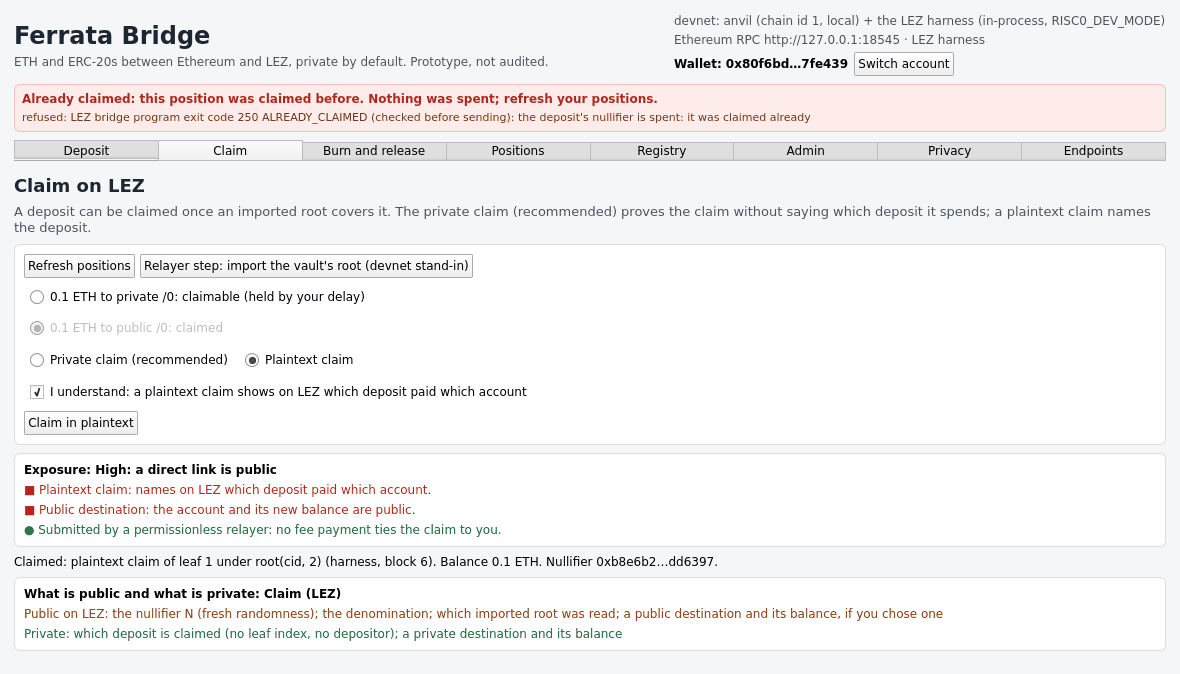 Ferrata Bridge
ETH and ERC-20s between Ethereum and LEZ, private by default. Prototype, not audited.
devnet: anvil (chain id 1, local) + the LEZ harness (in-process, RISC0_DEV_MODE)
Ethereum RPC http://127.0.0.1:18545 · LEZ harness
Wallet: 0x80f6bd…7fe439 Switch account
Already claimed: this position was claimed before. Nothing was spent; refresh your positions.
refused: LEZ bridge program exit code 250 ALREADY_CLAIMED (checked before sending): the deposit's nullifier is spent: it was claimed already
Deposit Claim Burn and release Positions Registry Admin Privacy Endpoints
Claim on LEZ
A deposit can be claimed once an imported root covers it. The private claim (recommended) proves the claim without saying which deposit it spends; a plaintext claim names
the deposit.
Refresh positions Relayer step: import the vault's root (devnet stand-in)
0.1 ETH to private /0: claimable (held by your delay)
0.1 ETH to public /0: claimed
Private claim (recommended) Plaintext claim
I understand: a plaintext claim shows on LEZ which deposit paid which account
Claim in plaintext
Exposure: High: a direct link is public
Plaintext claim: names on LEZ which deposit paid which account.
Public destination: the account and its new balance are public.
Submitted by a permissionless relayer: no fee payment ties the claim to you.
Claimed: plaintext claim of leaf 1 under root(cid, 2) (harness, block 6). Balance 0.1 ETH. Nullifier 0xb8e6b2…dd6397.
What is public and what is private: Claim (LEZ)
Public on LEZ: the nullifier N (fresh randomness); the denomination; which imported root was read; a public destination and its balance, if you chose one
Private: which deposit is claimed (no leaf index, no depositor); a private destination and its balance